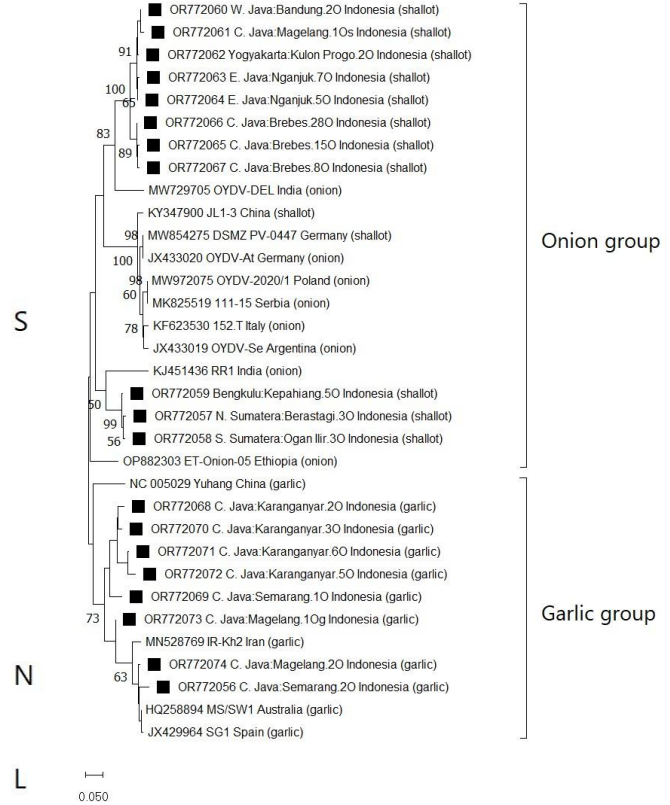 OR772060 W. Java:Bandung.2O Indonesia (shallot)
OR772061 C. Java:Magelang.1Os Indonesia (shallot)
91
OR772062 Yogyakarta:Kulon Progo.2O Indonesia (shallot)
OR772063 E. Java:Nganjuk.7O Indonesia (shallot)
100
OR772064 E. Java:Nganjuk.5O Indonesia (shallot)
65
OR772066 C. Java:Brebes.28O Indonesia (shallot)
83
OR772065 C. Java:Brebes.15O Indonesia (shallot)
89
OR772067 C. Java:Brebes.8O Indonesia (shallot)
MW729705 OYDV-DEL India (onion)
KY347900 JL1-3 China (shallot)
98
MW854275 DSMZ PV-0447 Germany (shallot)
Onion group
JX433020 OYDV-At Germany (onion)
100
MW972075 OYDV-2020/1 Poland (onion)
98
60
MK825519 111-15 Serbia (onion)
S
KF623530 152.T Italy (onion)
78
JX433019 OYDV-Se Argentina (onion)
KJ451436 RR1 India (onion)
OR772059 Bengkulu:Kepahiang.5O Indonesia (shallot)
50
OR772057 N. Sumatera:Berastagi.3O Indonesia (shallot)
99
OR772058 S. Sumatera:Ogan Ilir.3O Indonesia (shallot)
56
OP882303 ET-Onion-05 Ethiopia (onion)
NC 005029 Yuhang China (garlic)
OR772068 C. Java:Karanganyar.2O Indonesia (garlic)
OR772070 C. Java:Karanganyar.3O Indonesia (garlic)
OR772071 C. Java:Karanganyar.6O Indonesia (garlic)
OR772072 C. Java:Karanganyar.5O Indonesia (garlic)
OR772069 C. Java:Semarang.1O Indonesia (garlic)
Garlic group
73
OR772073 C. Java:Magelang.1Og Indonesia (garlic)
MN528769 IR-Kh2 Iran (garlic)
OR772074 C. Java:Magelang.2O Indonesia (garlic)
N
63
OR772056 C. Java:Semarang.2O Indonesia (garlic)
HQ258894 MS/SW1 Australia (garlic)
JX429964 SG1 Spain (garlic)
L
0.050